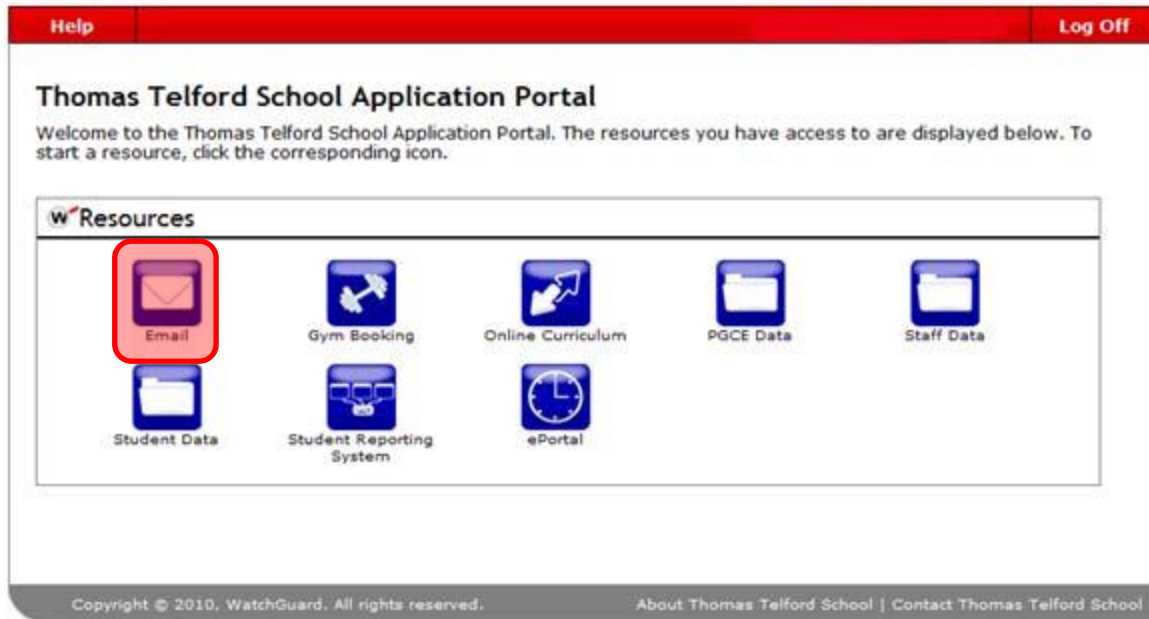 Help Log Off
Thomas Telford School Application Portal
Welcome to the Thomas Telford School Application Portal. The resources you have access to are displayed below. To
start a resource, click the corresponding icon.
W Resources
Email Gym Booking Online Curriculum PGCE Data Staff Data
Student Data Student Reporting ePortal
System
Copyright © 2010, WatchGuard. All rights reserved. About Thomas Telford School | Contact Thomas Telford School